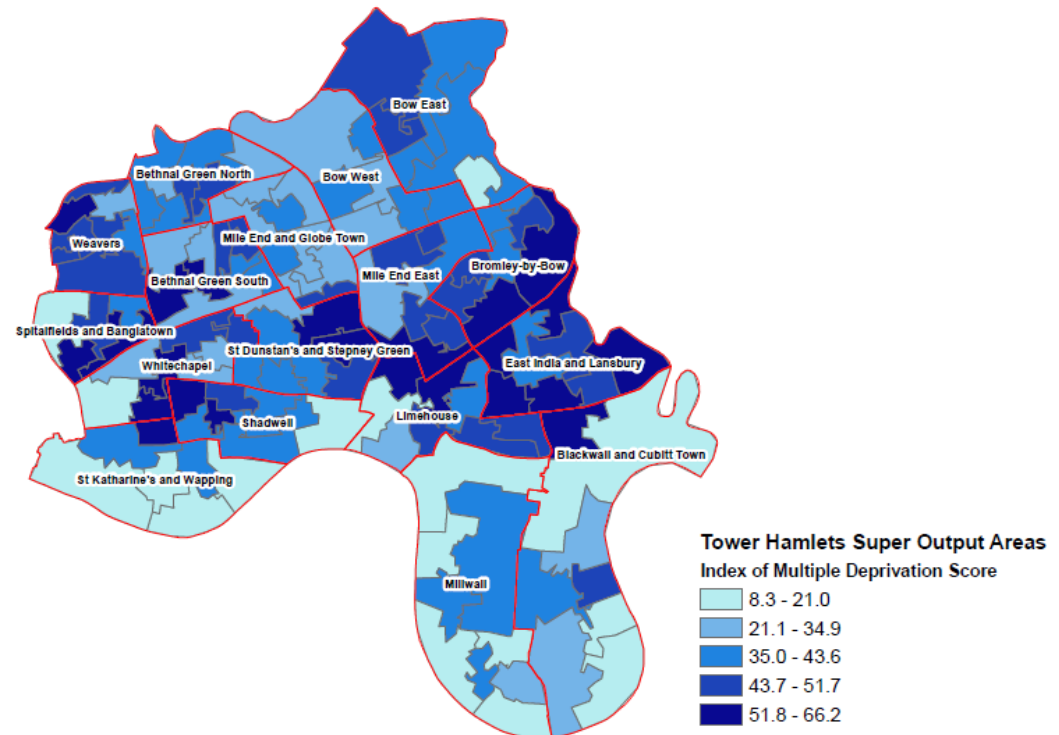 Bow East
Bethnal Green North
Bow West
Mile End and Globe Town
Weavers
Mile End East
Bromley-by-Bow
Bethnal Green South
Spitalfields and Banglatown
St Dunstan's and Stepney Green
Whitechapel
East India and Lansbury
Limehouse
Shadwell
Blackwall and Cubitt Town
St Katharine's and Wapping
Millwall
Tower Hamlets Super Output Areas
Index of Multiple Deprivation Score
8.3 - 21.0
21.1 - 34.9
35.0 - 43.6
43.7 - 51.7
51.8 - 66.2